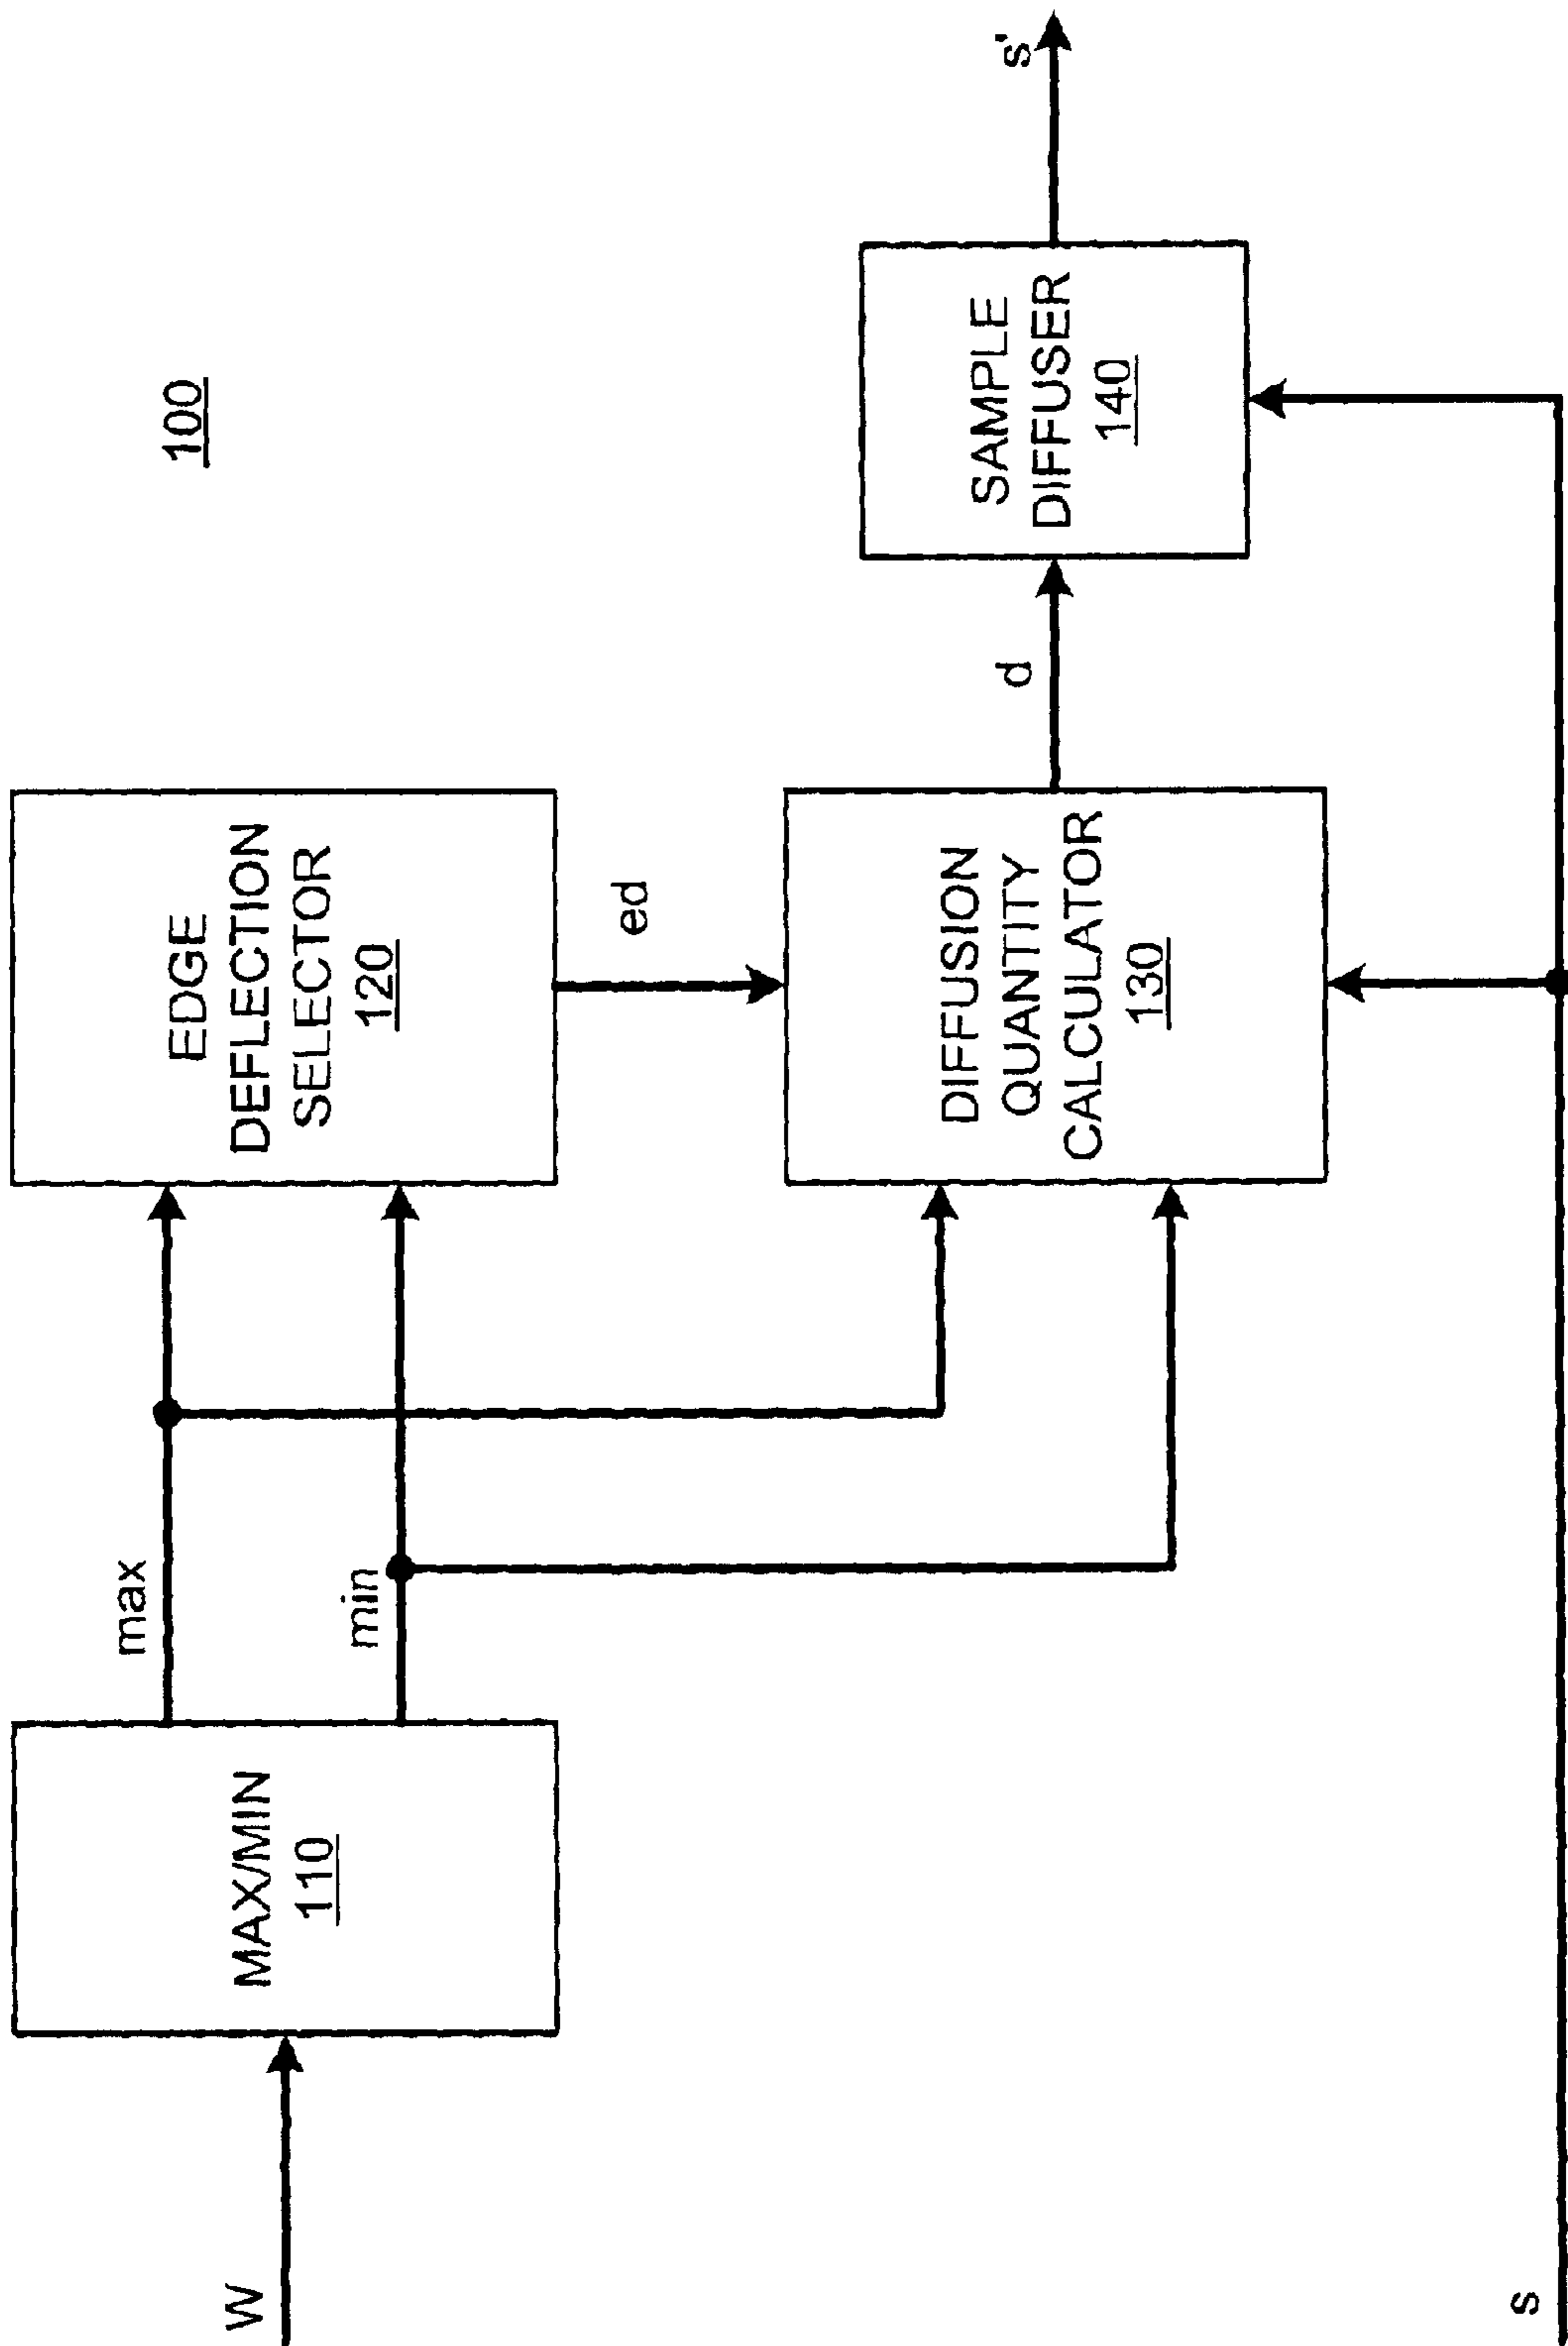 100
W
MAX/MIN
110
max
min
EDGE
DEFLECTION
SELECTOR
120
ed
DIFFUSION
QUANTITY
CALCULATOR
130
d
SAMPLE
DIFFUSER
140
s'
s